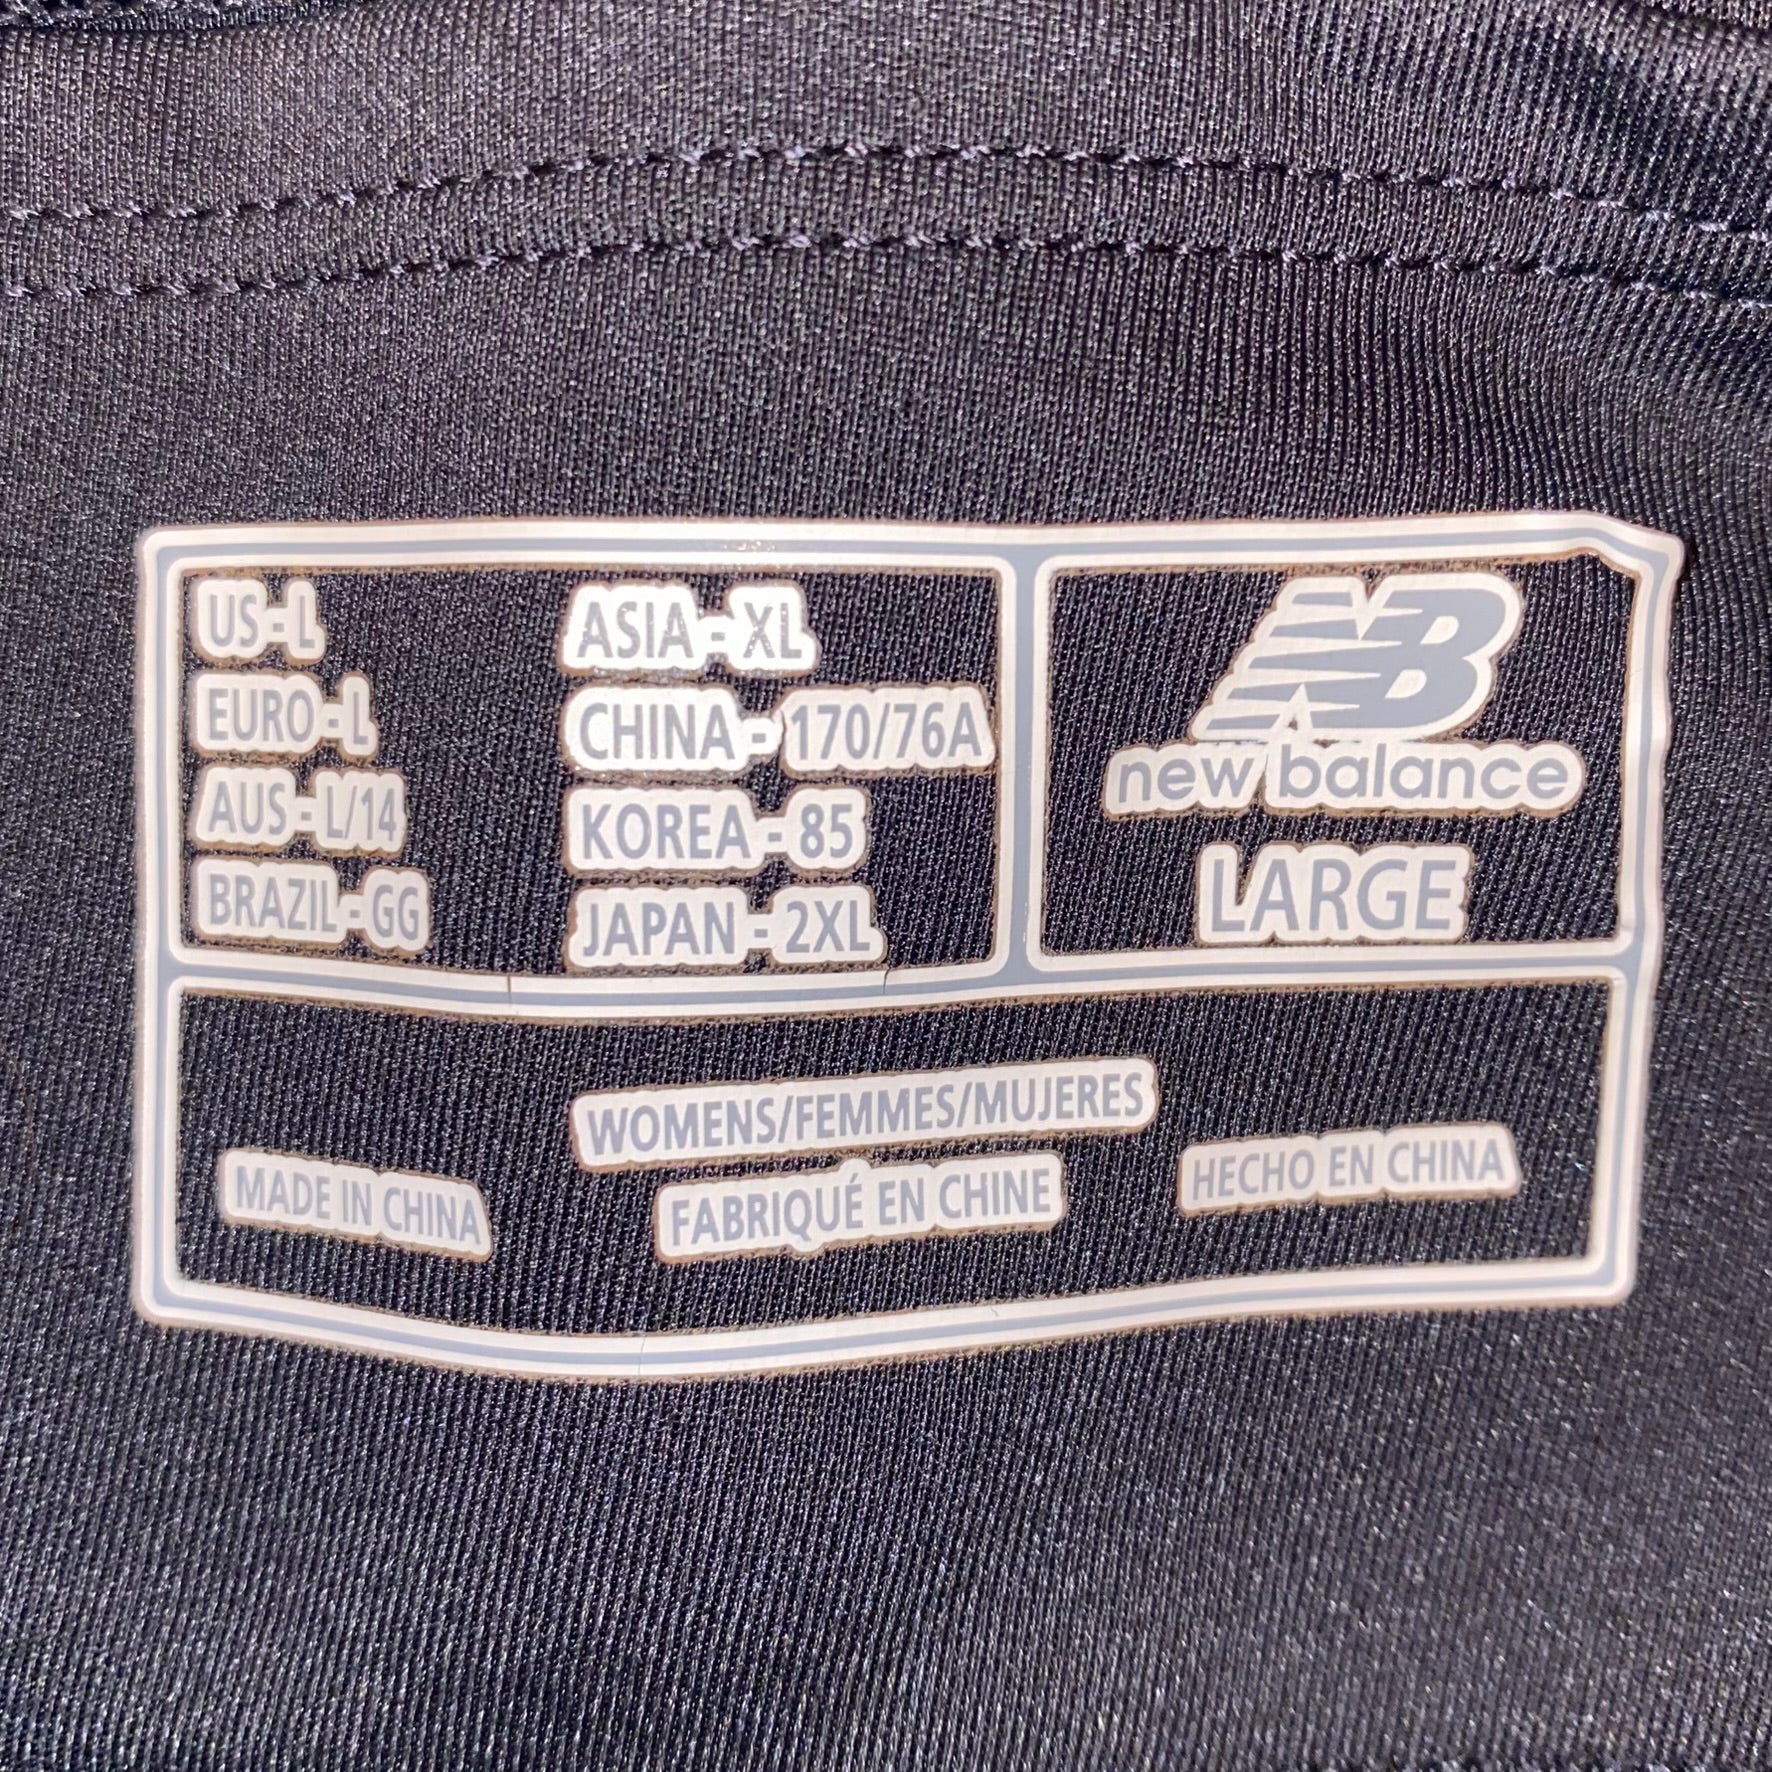 US-L
EURO-L
AUS-L/14
BRAZIL-GG
ASIA-XL
CHINA-170/76A
KOREA-85
JAPAN-2XL
NB
new balance
LARGE
WOMENS/FEMMES/MUJERES
MADE IN CHINA
FABRIQUÉ EN CHINE
HECHO EN CHINA